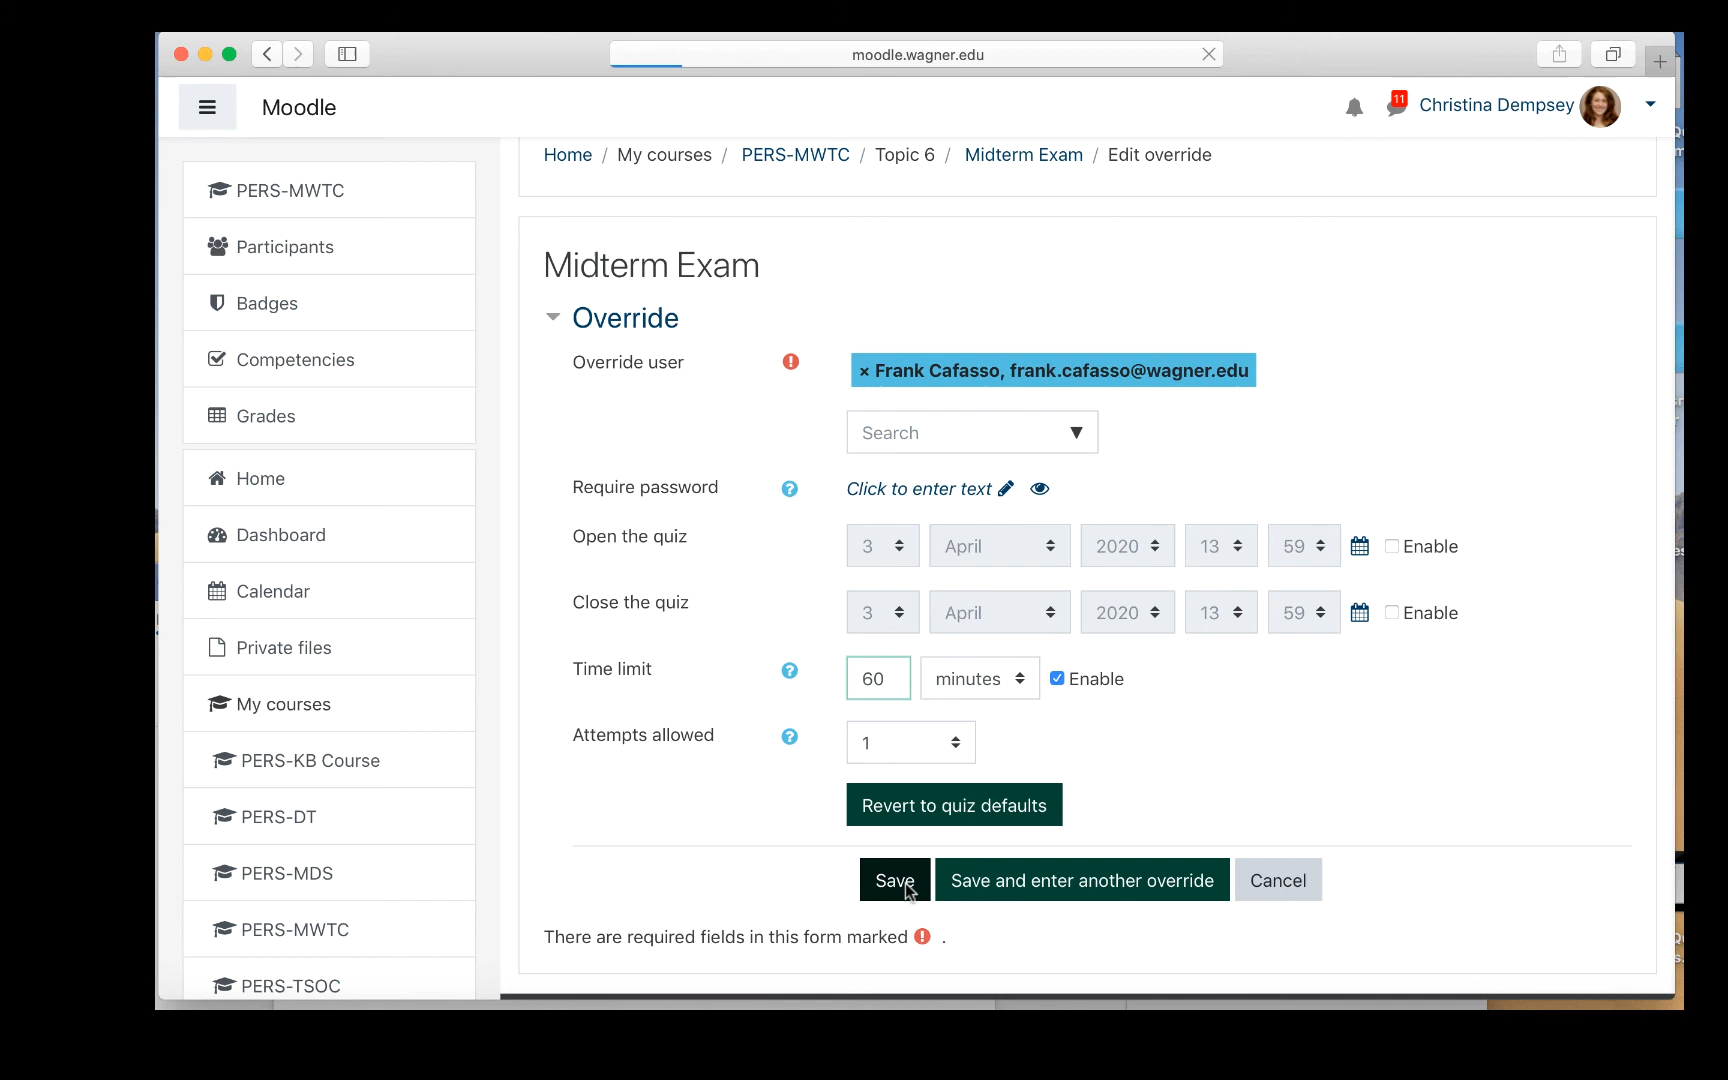 moodle.wagner.edu
Moodle
11
Christina Dempsey
Home / My courses / PERS-MWTC / Topic 6 / Midterm Exam / Edit override
PERS-MWTC
Participants
Badges
Competencies
Grades
Home
Dashboard
Calendar
Private files
My courses
PERS-KB Course
PERS-DT
PERS-MDS
PERS-MWTC
PERS-TSOC
Midterm Exam
Override
Override user
× Frank Cafasso, frank.cafasso@wagner.edu
Search
Require password
Click to enter text
Open the quiz
3 April 2020 13 59 Enable
Close the quiz
3 April 2020 13 59 Enable
Time limit
60 minutes Enable
Attempts allowed
1
Revert to quiz defaults
Save Save and enter another override Cancel
There are required fields in this form marked .